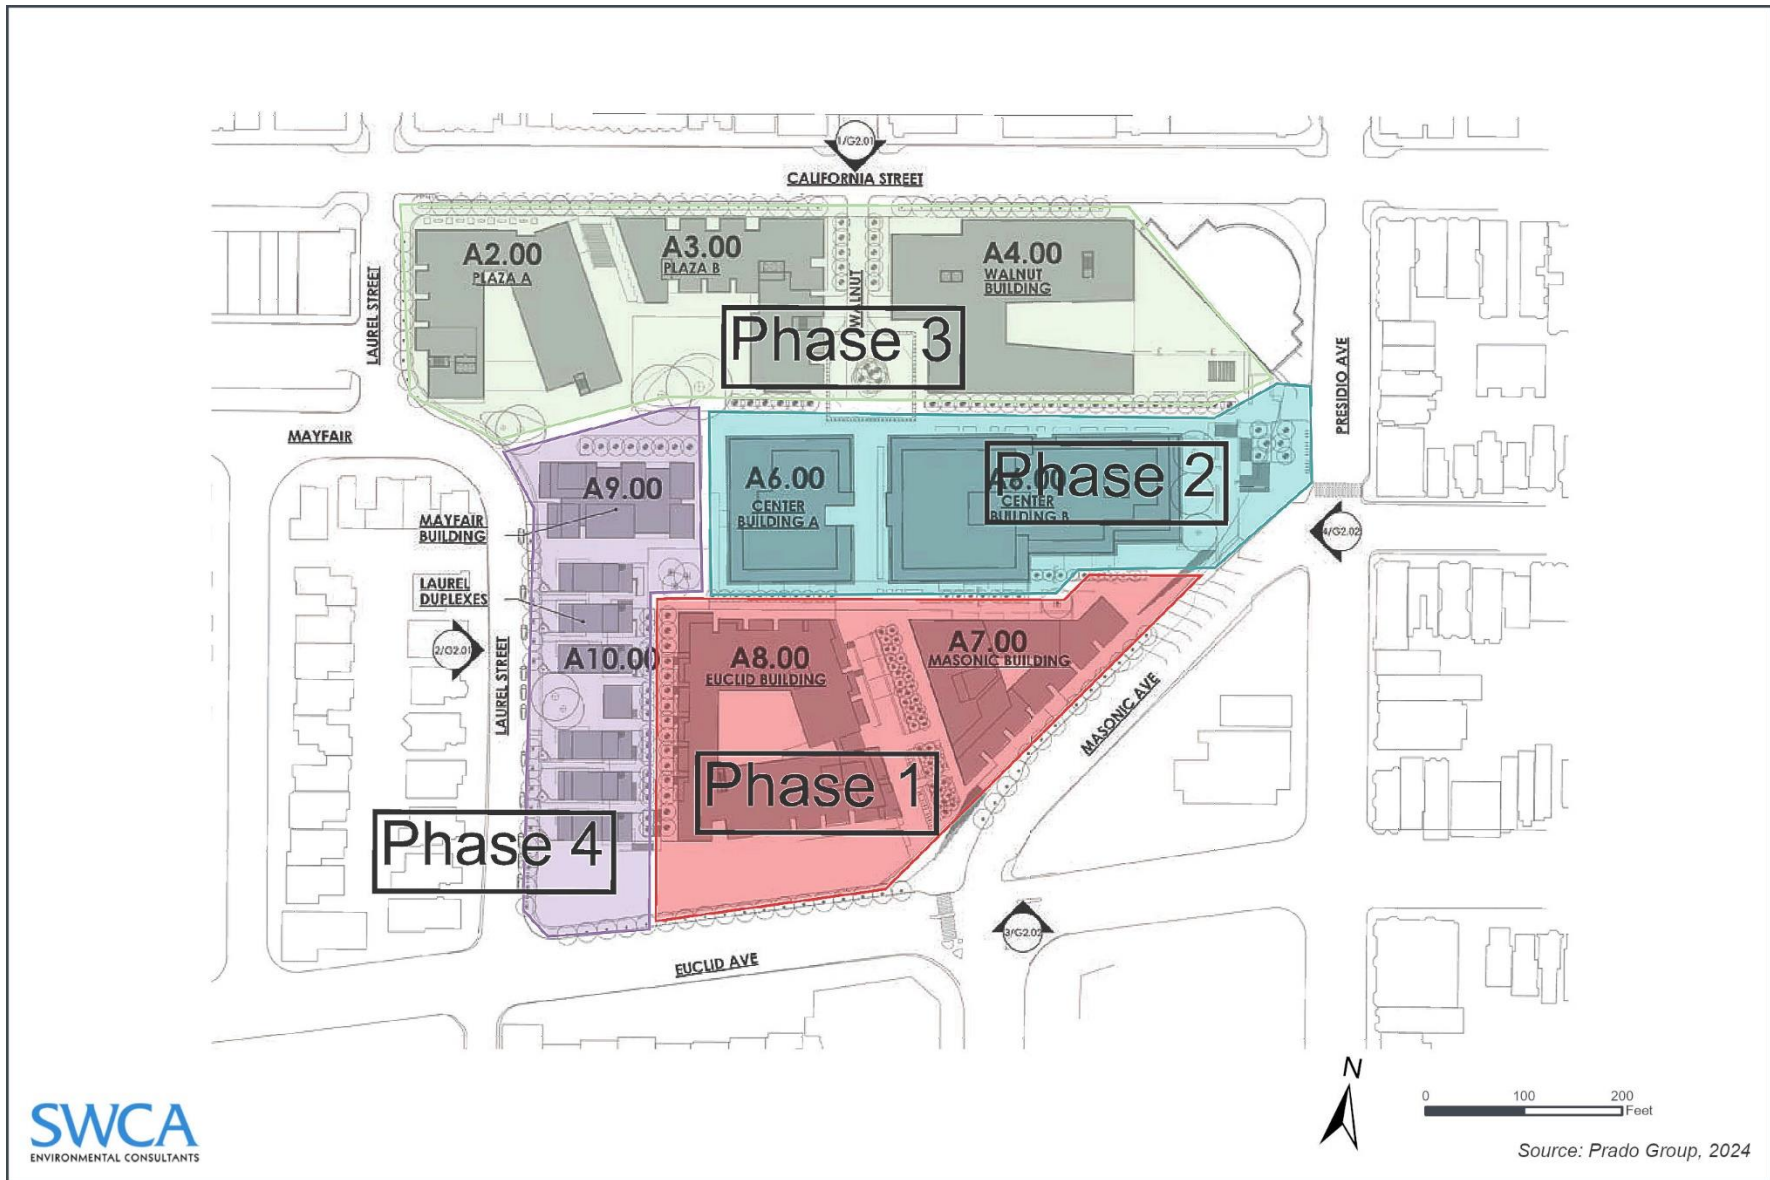 1/G2.01
CALIFORNIA STREET
A2.00
PLAZA A
A3.00
PLAZA B
A4.00
WALNUT
BUILDING
LAUREL STREET
WALNUT
Phase 3
PRESIDIO AVE
MAYFAIR
A9.00
A6.00
CENTER
BUILDING A
CENTER
BUILDING B
Phase 2
MAYFAIR
BUILDING
4/G2.02
LAUREL
DUPLEXES
2/G2.01
LAUREL STREET
A10.00
A8.00
EUCLID BUILDING
A7.00
MASONIC BUILDING
MASONIC AVE
Phase 1
Phase 4
3/G2.02
EUCLID AVE
N
0 100 200
Feet
SWCA
ENVIRONMENTAL CONSULTANTS
Source: Prado Group, 2024